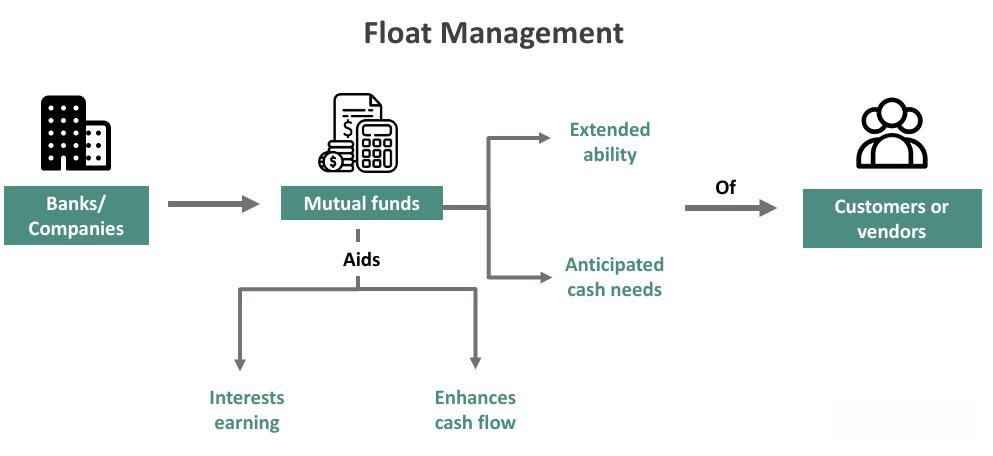 Float Management
Banks/
Companies
Mutual funds
Extended
ability
Anticipated
cash needs
Of
Customers or
vendors
Aids
Interests
earning
Enhances
cash flow